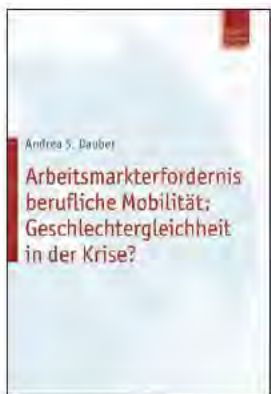 Andrea S. Dauber
Arbeitsmarkterfordernis
berufliche Mobilität:
Geschlechtergleichheit
in der Krise?